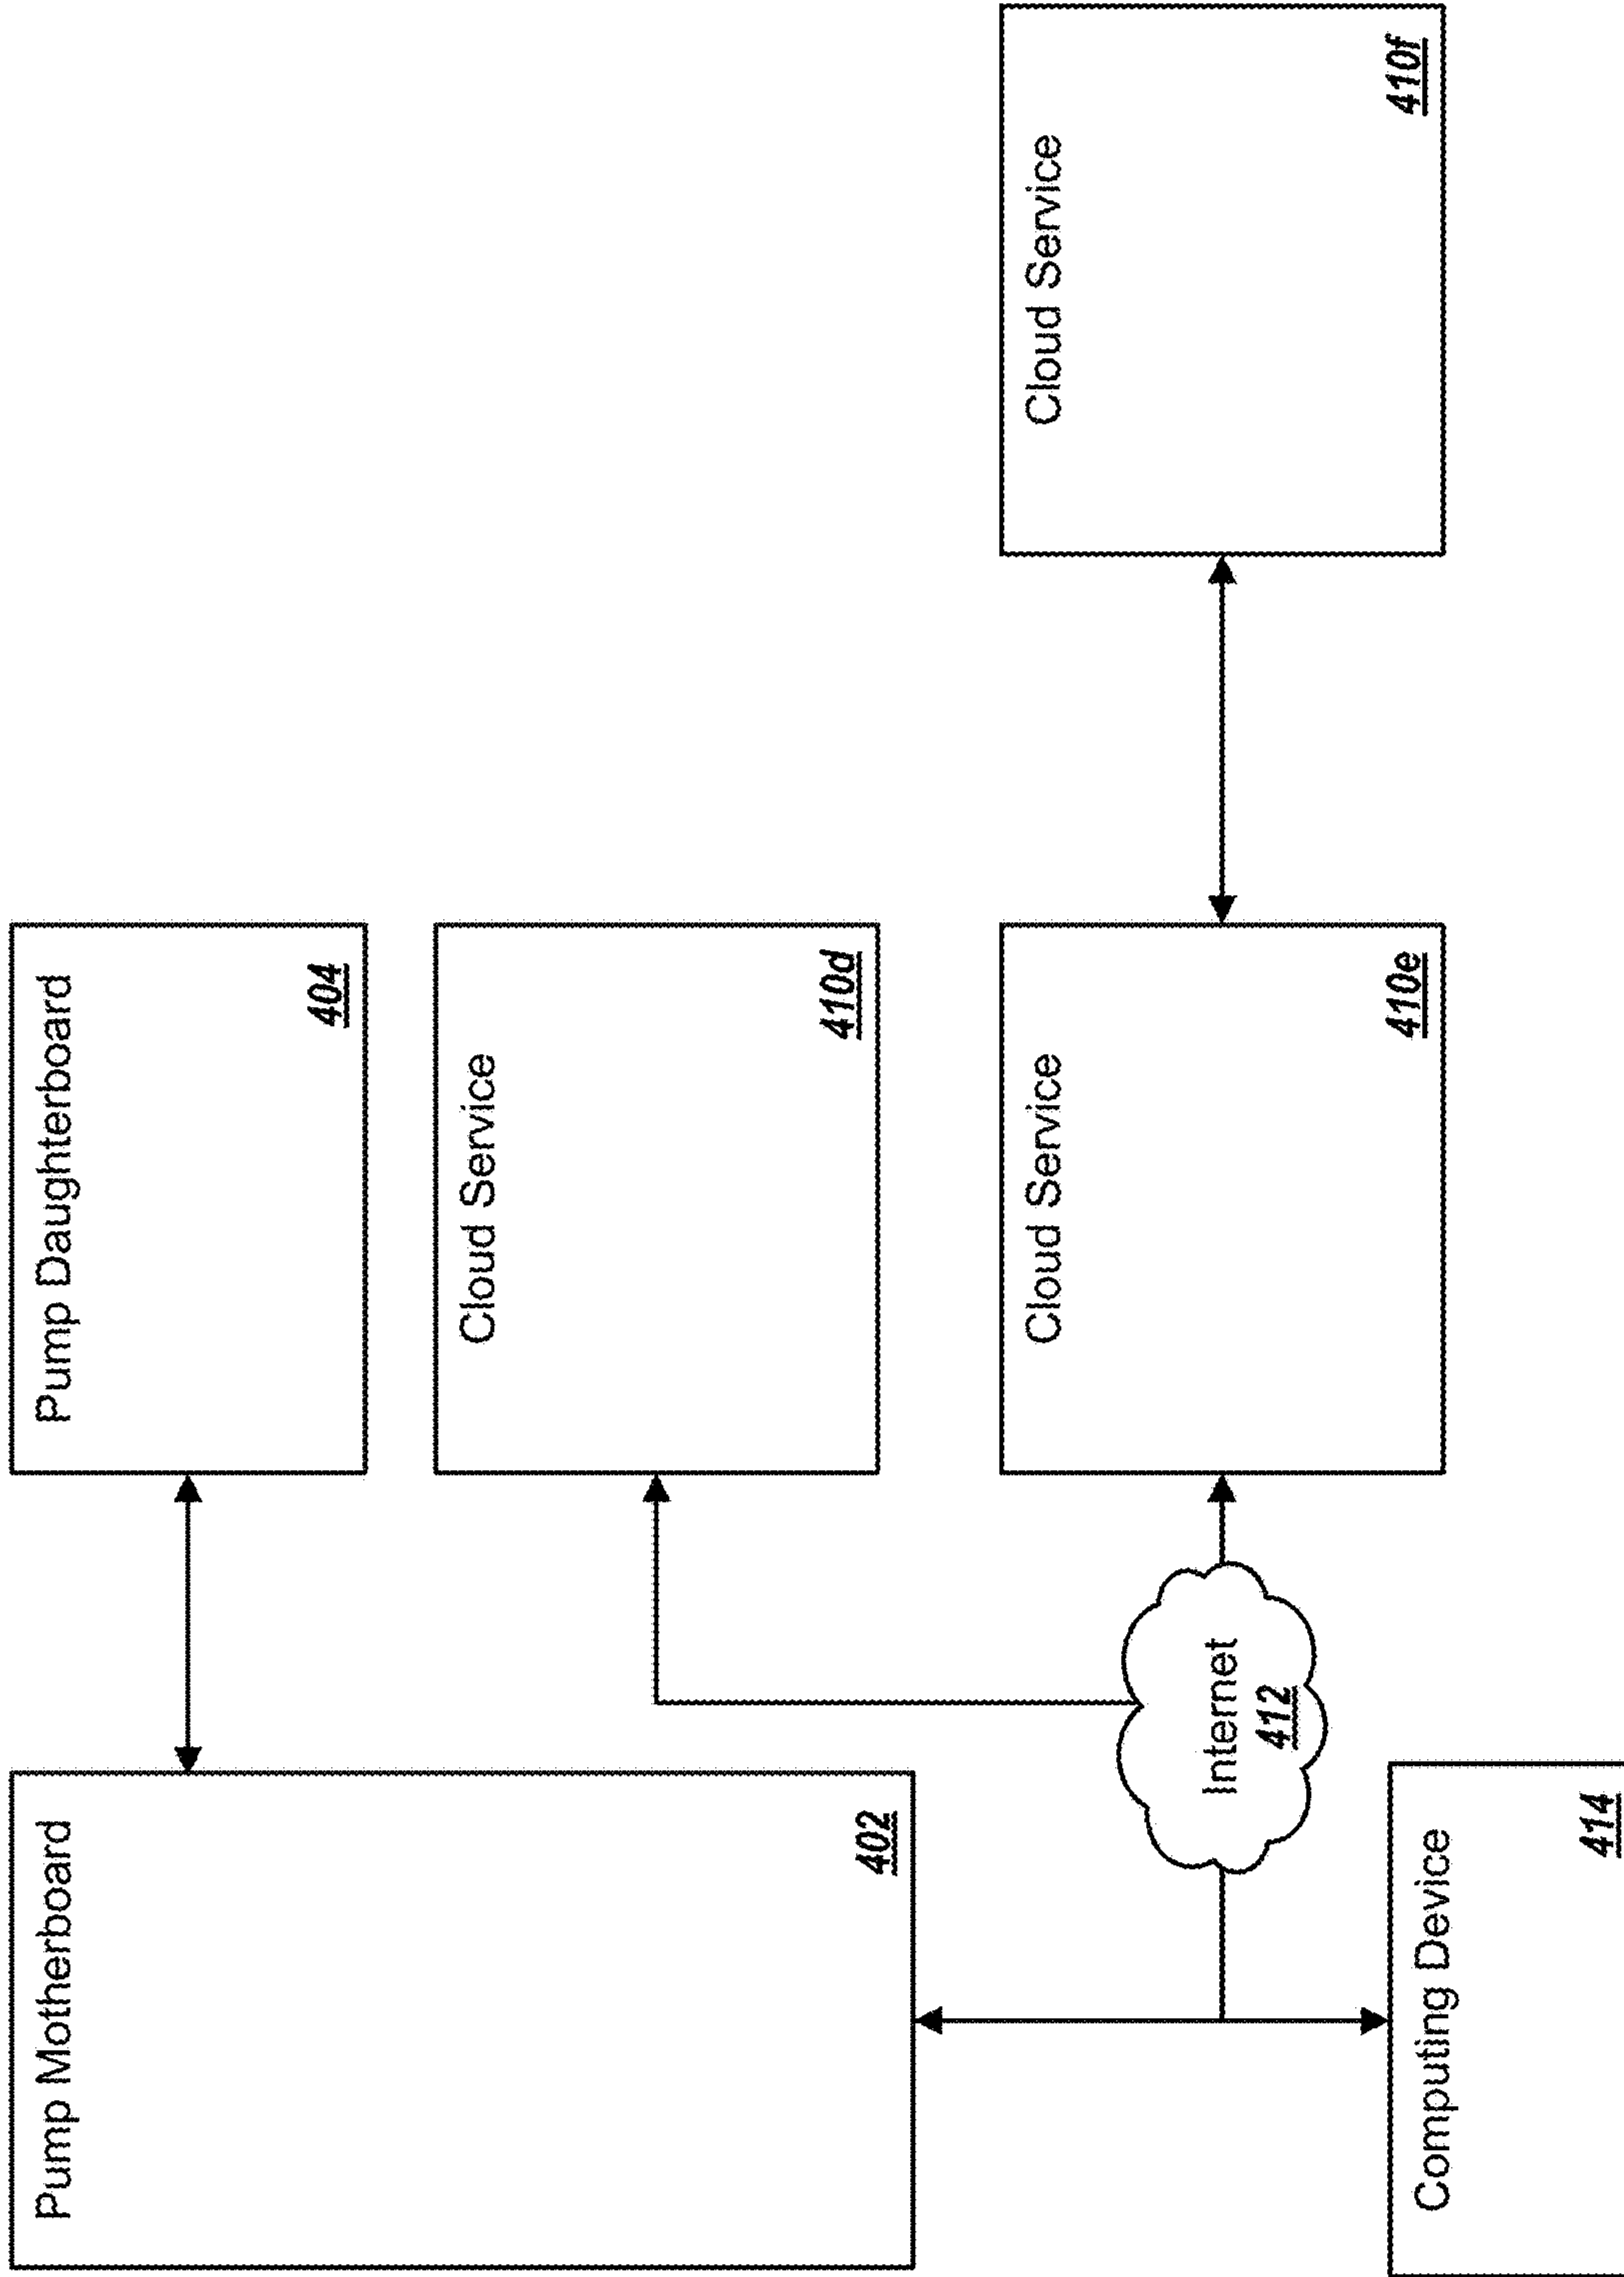 Pump Motherboard
402
Pump Daughterboard
404
Cloud Service
410d
Internet
412
Cloud Service
410e
Cloud Service
410f
Computing Device
414